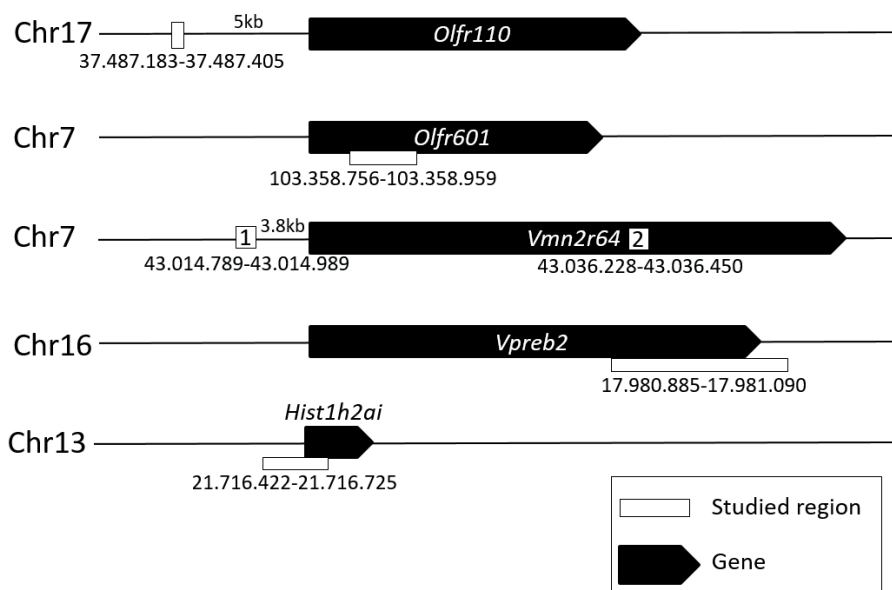 Chr17
5kb
Olfr110
37.487.183-37.487.405
Chr7
Olfr601
103.358.756-103.358.959
Chr7
1
3.8kb
Vmn2r64
2
43.014.789-43.014.989
43.036.228-43.036.450
Chr16
Vpreb2
17.980.885-17.981.090
Hist1h2ai
Chr13
21.716.422-21.716.725
Studied region
Gene